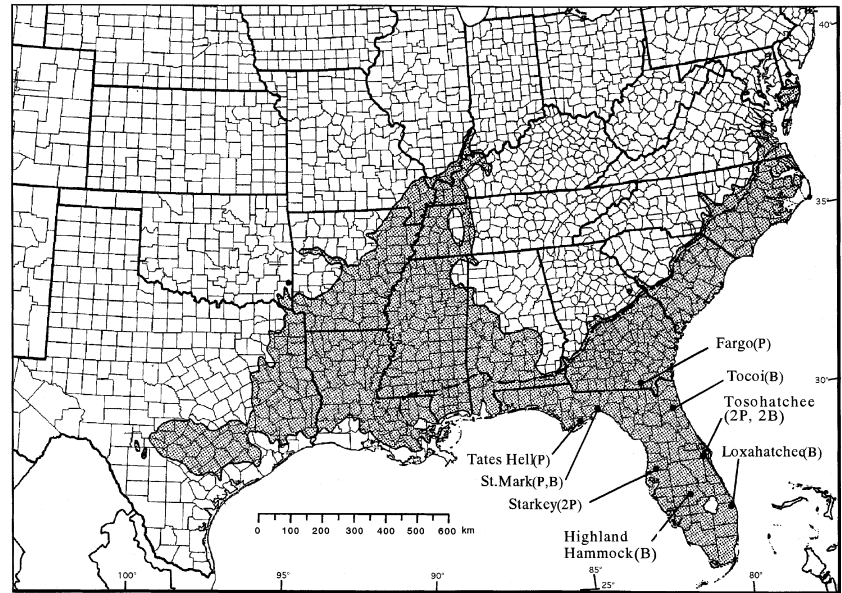 40°
35°
Fargo(P)
30°
Tocoi(B)
Tosohatchee
(2P, 2B)
Loxahatchee(B)
Tates Hell(P)
St.Mark(P,B)
Starkey(2P)
Highland
Hammock(B)
0 100 200 300 400 500 600 km
100°
95°
90°
85°
25°
80°